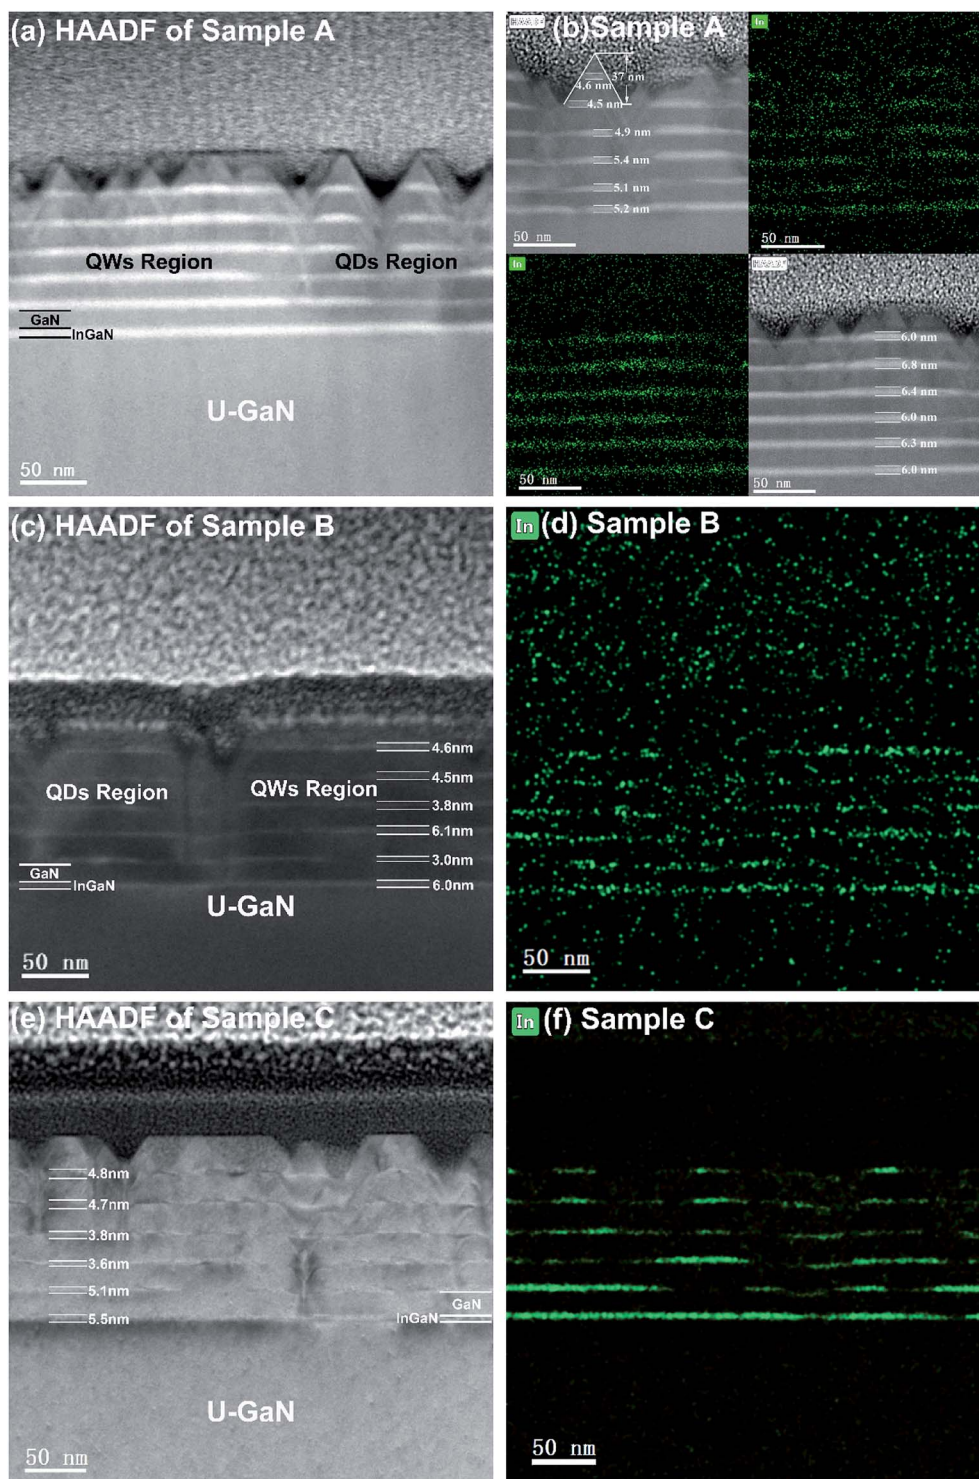 (a) HAADF of Sample A
QWs Region
QDs Region
GaN
InGaN
U-GaN
50 nm
HAADF
(b)Sample A
In
37 nm
4.6 nm
4.5 nm
4.9 nm
5.4 nm
5.1 nm
5.2 nm
50 nm
50 nm
In
HAADF
6.0 nm
6.8 nm
6.4 nm
6.0 nm
6.3 nm
6.0 nm
50 nm
50 nm
(c) HAADF of Sample B
4.6nm
4.5nm
QDs Region
QWs Region
3.8nm
6.1nm
3.0nm
GaN
InGaN
6.0nm
U-GaN
50 nm
In (d) Sample B
50 nm
(e) HAADF of Sample C
4.8nm
4.7nm
3.8nm
3.6nm
5.1nm
GaN
5.5nm
InGaN
U-GaN
50 nm
In (f) Sample C
50 nm